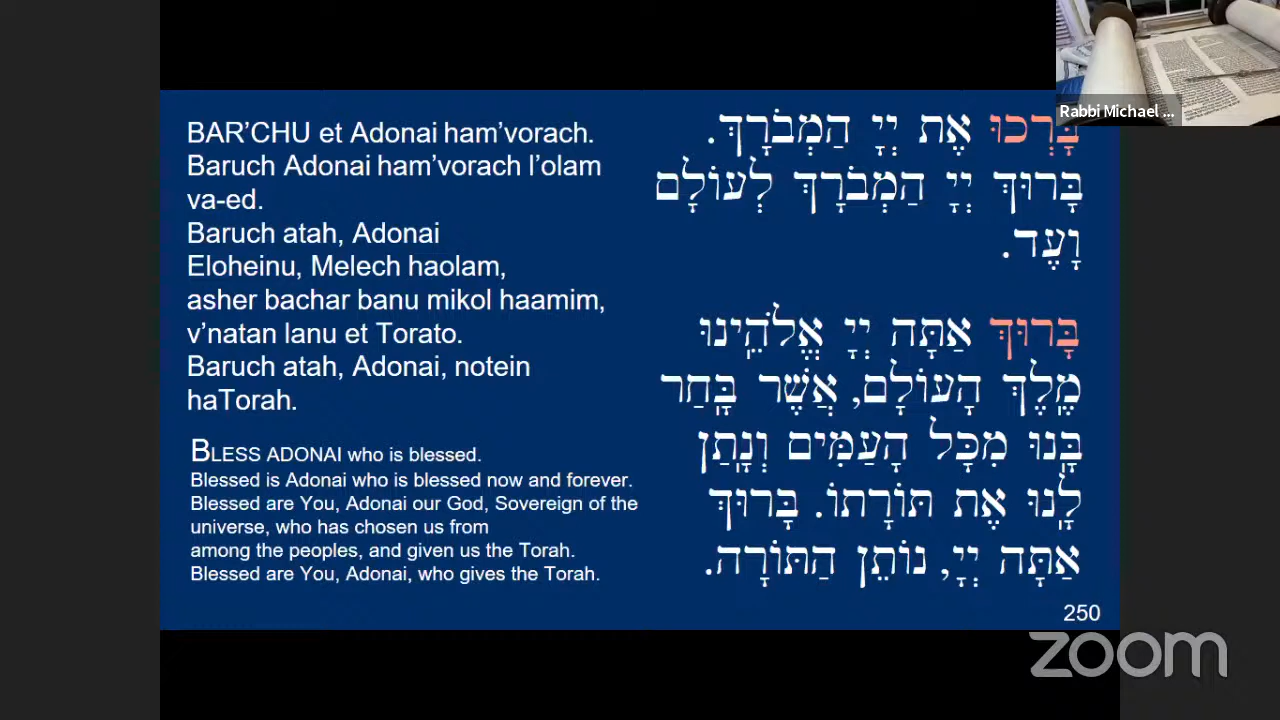 Rabbi Michael ...
BAR’CHU et Adonai ham’vorach.
Baruch Adonai ham’vorach l’olam
va-ed.
Baruch atah, Adonai
Eloheinu, Melech haolam,
asher bachar banu mikol haamim,
v’natan lanu et Torato.
Baruch atah, Adonai, notein
haTorah.
BLESS ADONAI who is blessed.
Blessed is Adonai who is blessed now and forever.
Blessed are You, Adonai our God, Sovereign of the
universe, who has chosen us from
among the peoples, and given us the Torah.
Blessed are You, Adonai, who gives the Torah.
בָּרְכוּ אֶת יְיָ הַמְבֹרָךְ.
בָּרוּךְ יְיָ הַמְבֹרָךְ לְעוֹלָם
וָעֶד.
בָּרוּךְ אַתָּה יְיָ אֱלֹהֵֽינוּ
מֶֽלֶךְ הָעוֹלָם, אֲשֶׁר בָּֽחַר
בָּֽנוּ מִכָּל הָעַמִּים וְנָֽתַן
לָֽנוּ אֶת תּוֹרָתוֹ. בָּרוּךְ
אַתָּה יְיָ, נוֹתֵן הַתּוֹרָה.
250
zoom